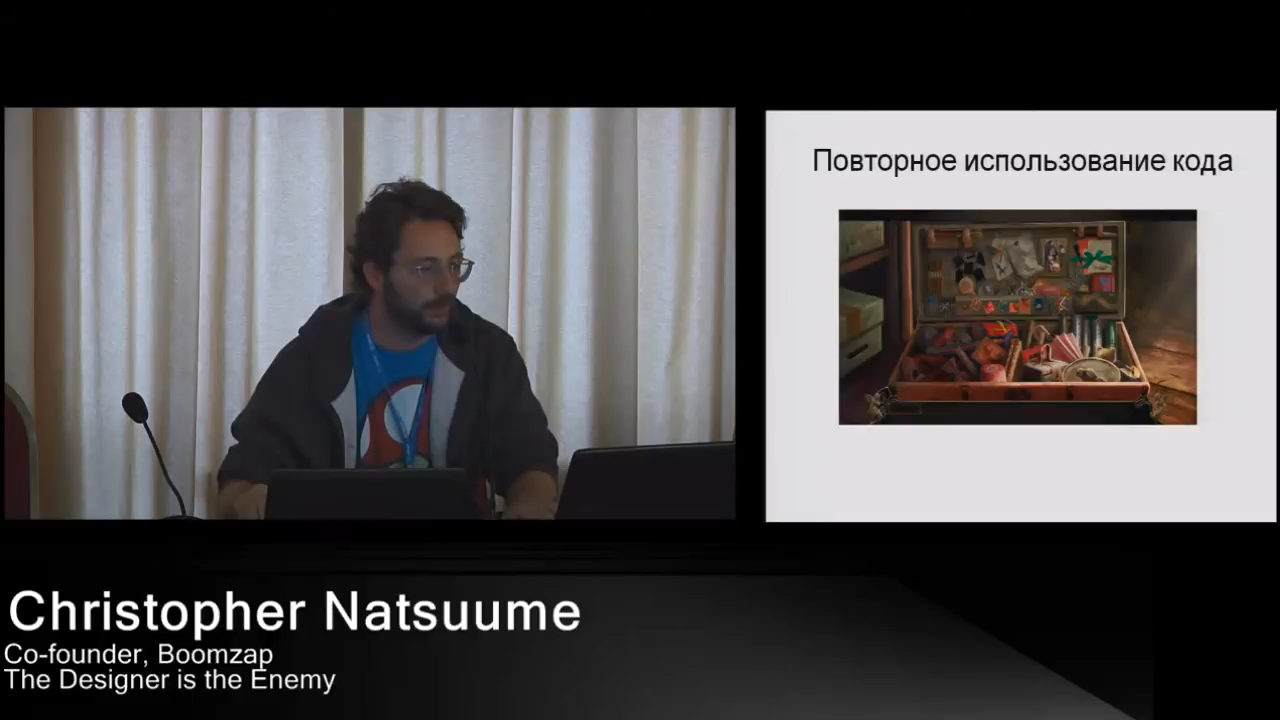 Повторное использование кода
Christopher Natsuume
Co-founder, Boomzap
The Designer is the Enemy